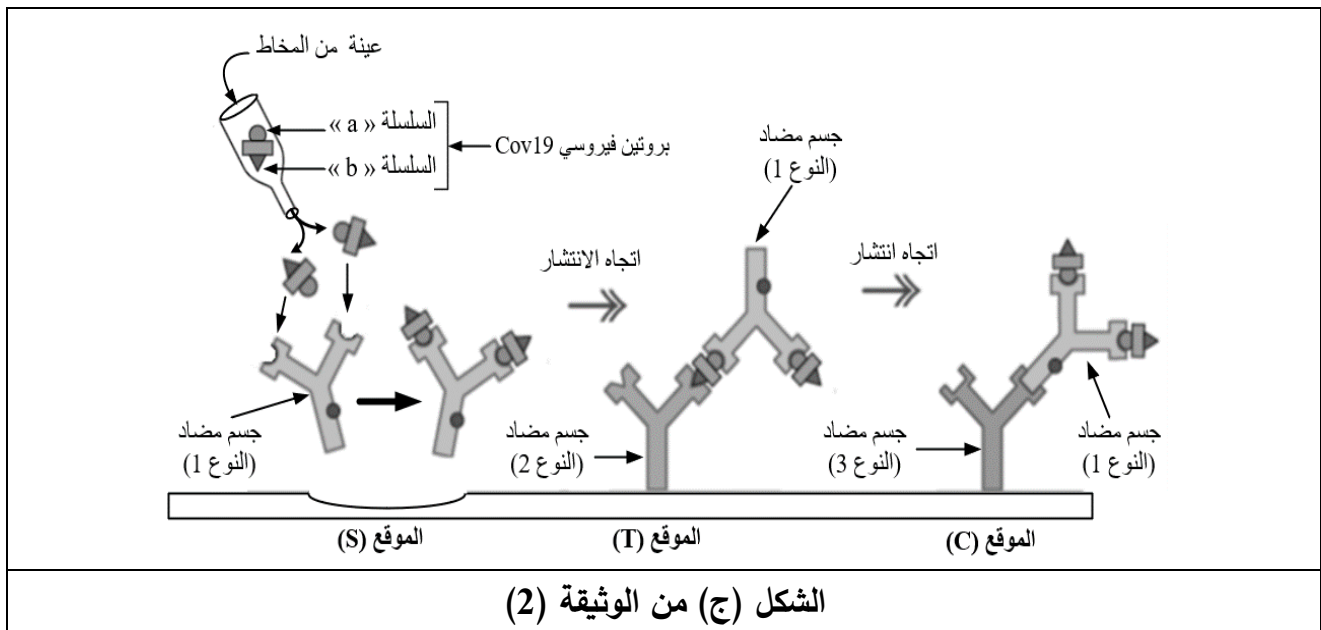 عينة من المخاط
السلسلة « a »
السلسلة « b »
بروتين فيروسي Cov19
جسم مضاد
(النوع 1)
اتجاه الانتشار
اتجاه انتشار
جسم مضاد
(النوع 1)
جسم مضاد
(النوع 2)
جسم مضاد
(النوع 3)
جسم مضاد
(النوع 1)
الموقع (S)
الموقع (T)
الموقع (C)
الشكل (ج) من الوثيقة (2)